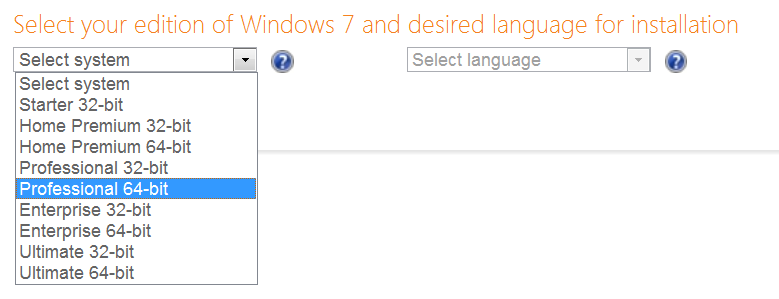 Select your edition of Windows 7 and desired language for installation
Select system ? Select language ?
Select system
Starter 32-bit
Home Premium 32-bit
Home Premium 64-bit
Professional 32-bit
Professional 64-bit
Enterprise 32-bit
Enterprise 64-bit
Ultimate 32-bit
Ultimate 64-bit